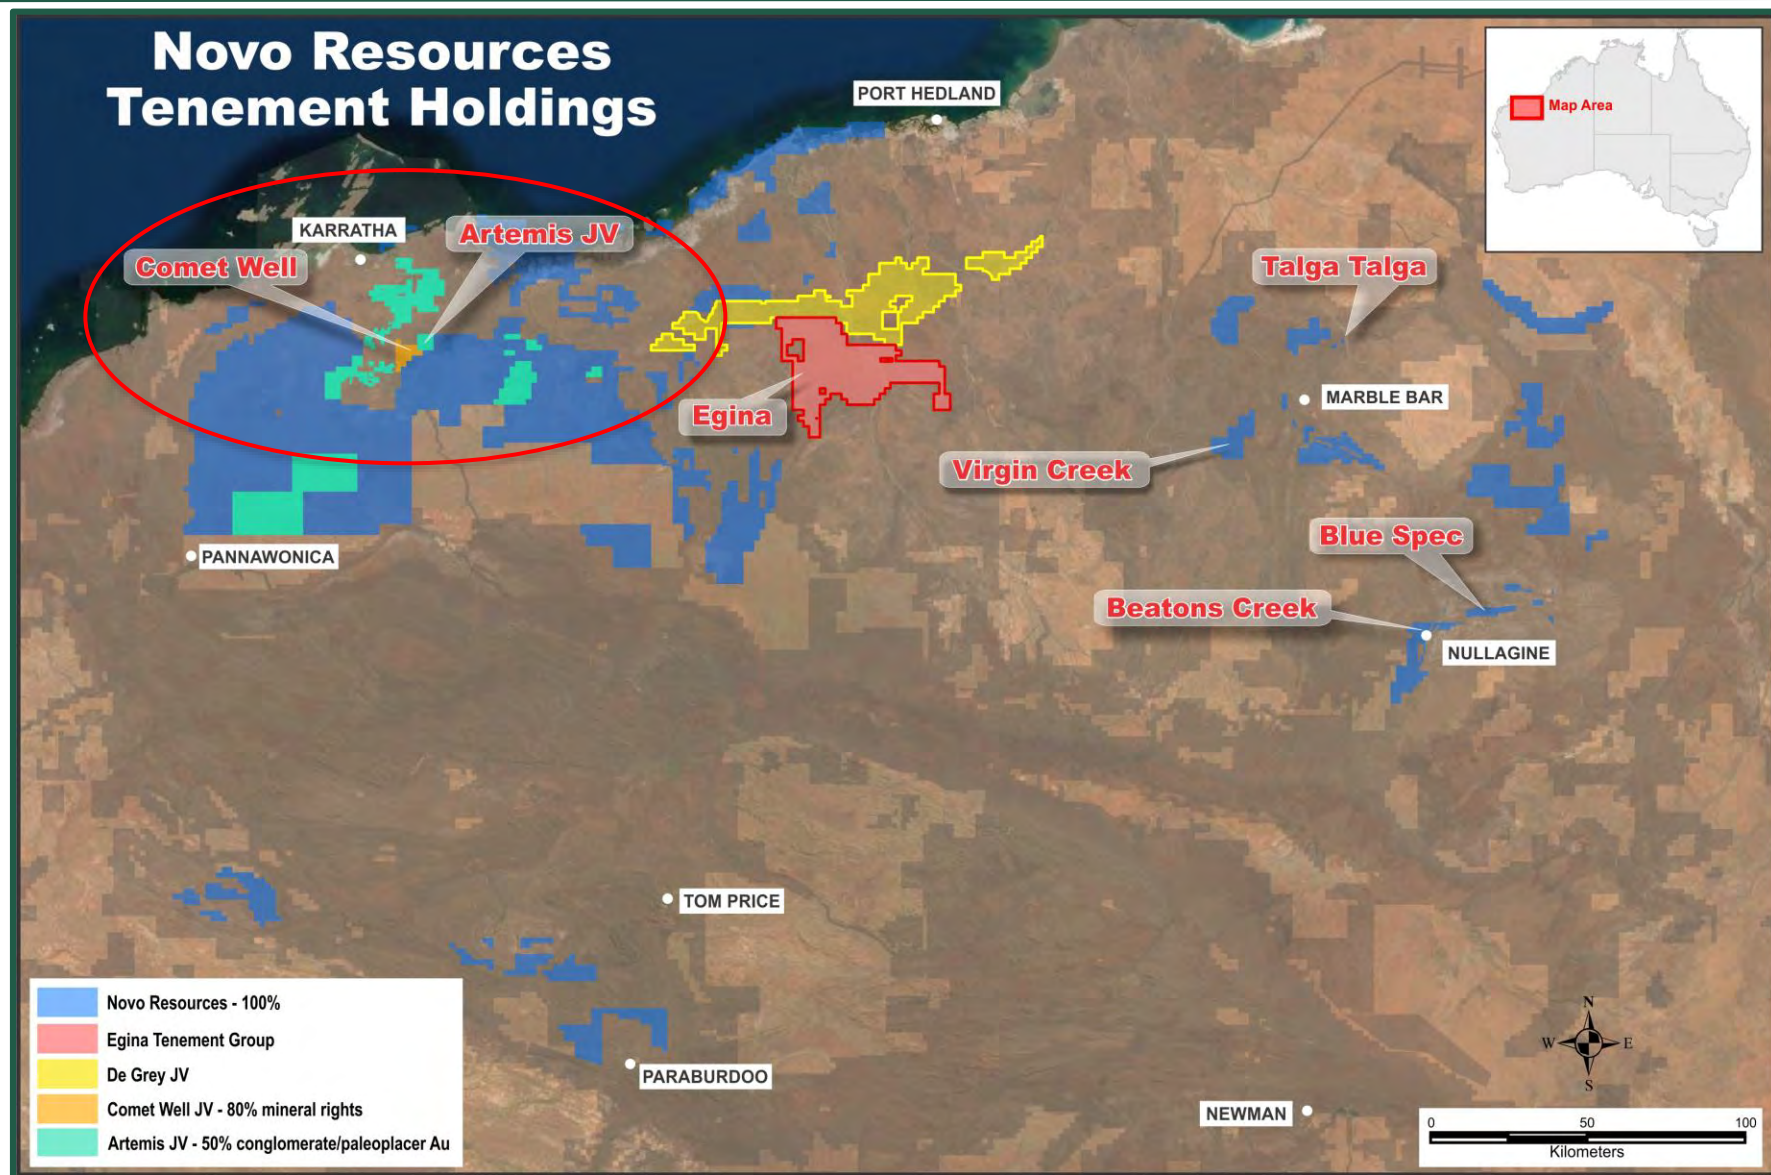 Novo Resources
Tenement Holdings
PORT HEDLAND
Map Area
KARRATHA
Artemis JV
Comet Well
Talga Talga
Egina
MARBLE BAR
Virgin Creek
Blue Spec
PANNAWONICA
Beatons Creek
NULLAGINE
TOM PRICE
PARABURDOO
NEWMAN
Novo Resources - 100%
Egina Tenement Group
De Grey JV
Comet Well JV - 80% mineral rights
Artemis JV - 50% conglomerate/paleoplacer Au
N
W E
S
0 50 100
Kilometers